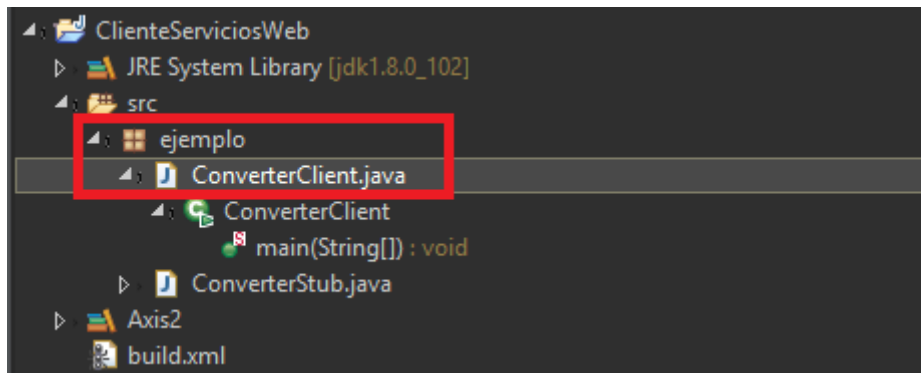 ClienteServiciosWeb
JRE System Library [jdk1.8.0_102]
src
ejemplo
ConverterClient.java
ConverterClient
main(String[]) : void
ConverterStub.java
Axis2
build.xml